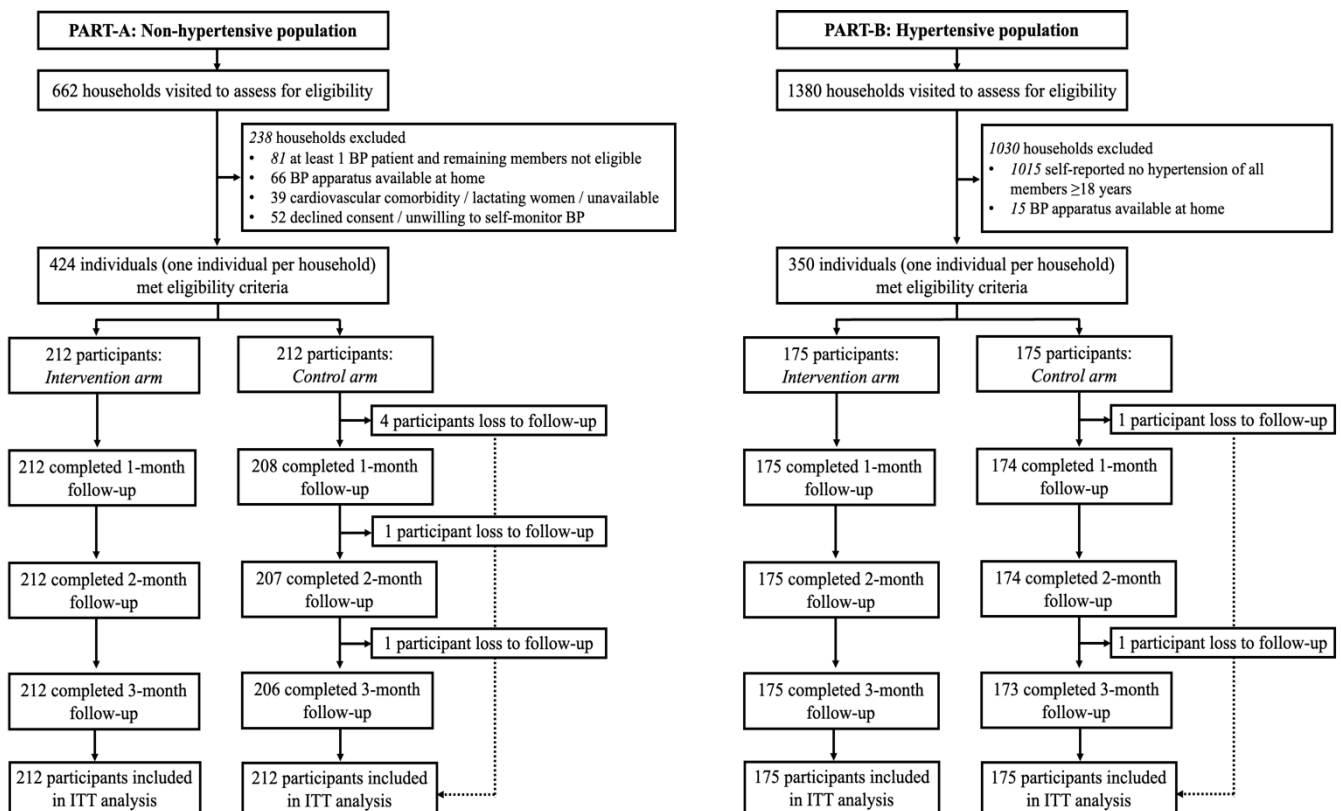 PART-A: Non-hypertensive population
662 households visited to assess for eligibility
238 households excluded
• 81 at least 1 BP patient and remaining members not eligible
• 66 BP apparatus available at home
• 39 cardiovascular comorbidity / lactating women / unavailable
• 52 declined consent / unwilling to self-monitor BP
424 individuals (one individual per household)
met eligibility criteria
212 participants:
Intervention arm
212 participants:
Control arm
4 participants loss to follow-up
212 completed 1-month
follow-up
208 completed 1-month
follow-up
1 participant loss to follow-up
212 completed 2-month
follow-up
207 completed 2-month
follow-up
1 participant loss to follow-up
212 completed 3-month
follow-up
206 completed 3-month
follow-up
212 participants included
in ITT analysis
212 participants included
in ITT analysis
PART-B: Hypertensive population
1380 households visited to assess for eligibility
1030 households excluded
• 1015 self-reported no hypertension of all
members ≥18 years
• 15 BP apparatus available at home
350 individuals (one individual per household)
met eligibility criteria
175 participants:
Intervention arm
175 participants:
Control arm
1 participant loss to follow-up
175 completed 1-month
follow-up
174 completed 1-month
follow-up
175 completed 2-month
follow-up
174 completed 2-month
follow-up
1 participant loss to follow-up
175 completed 3-month
follow-up
173 completed 3-month
follow-up
175 participants included
in ITT analysis
175 participants included
in ITT analysis